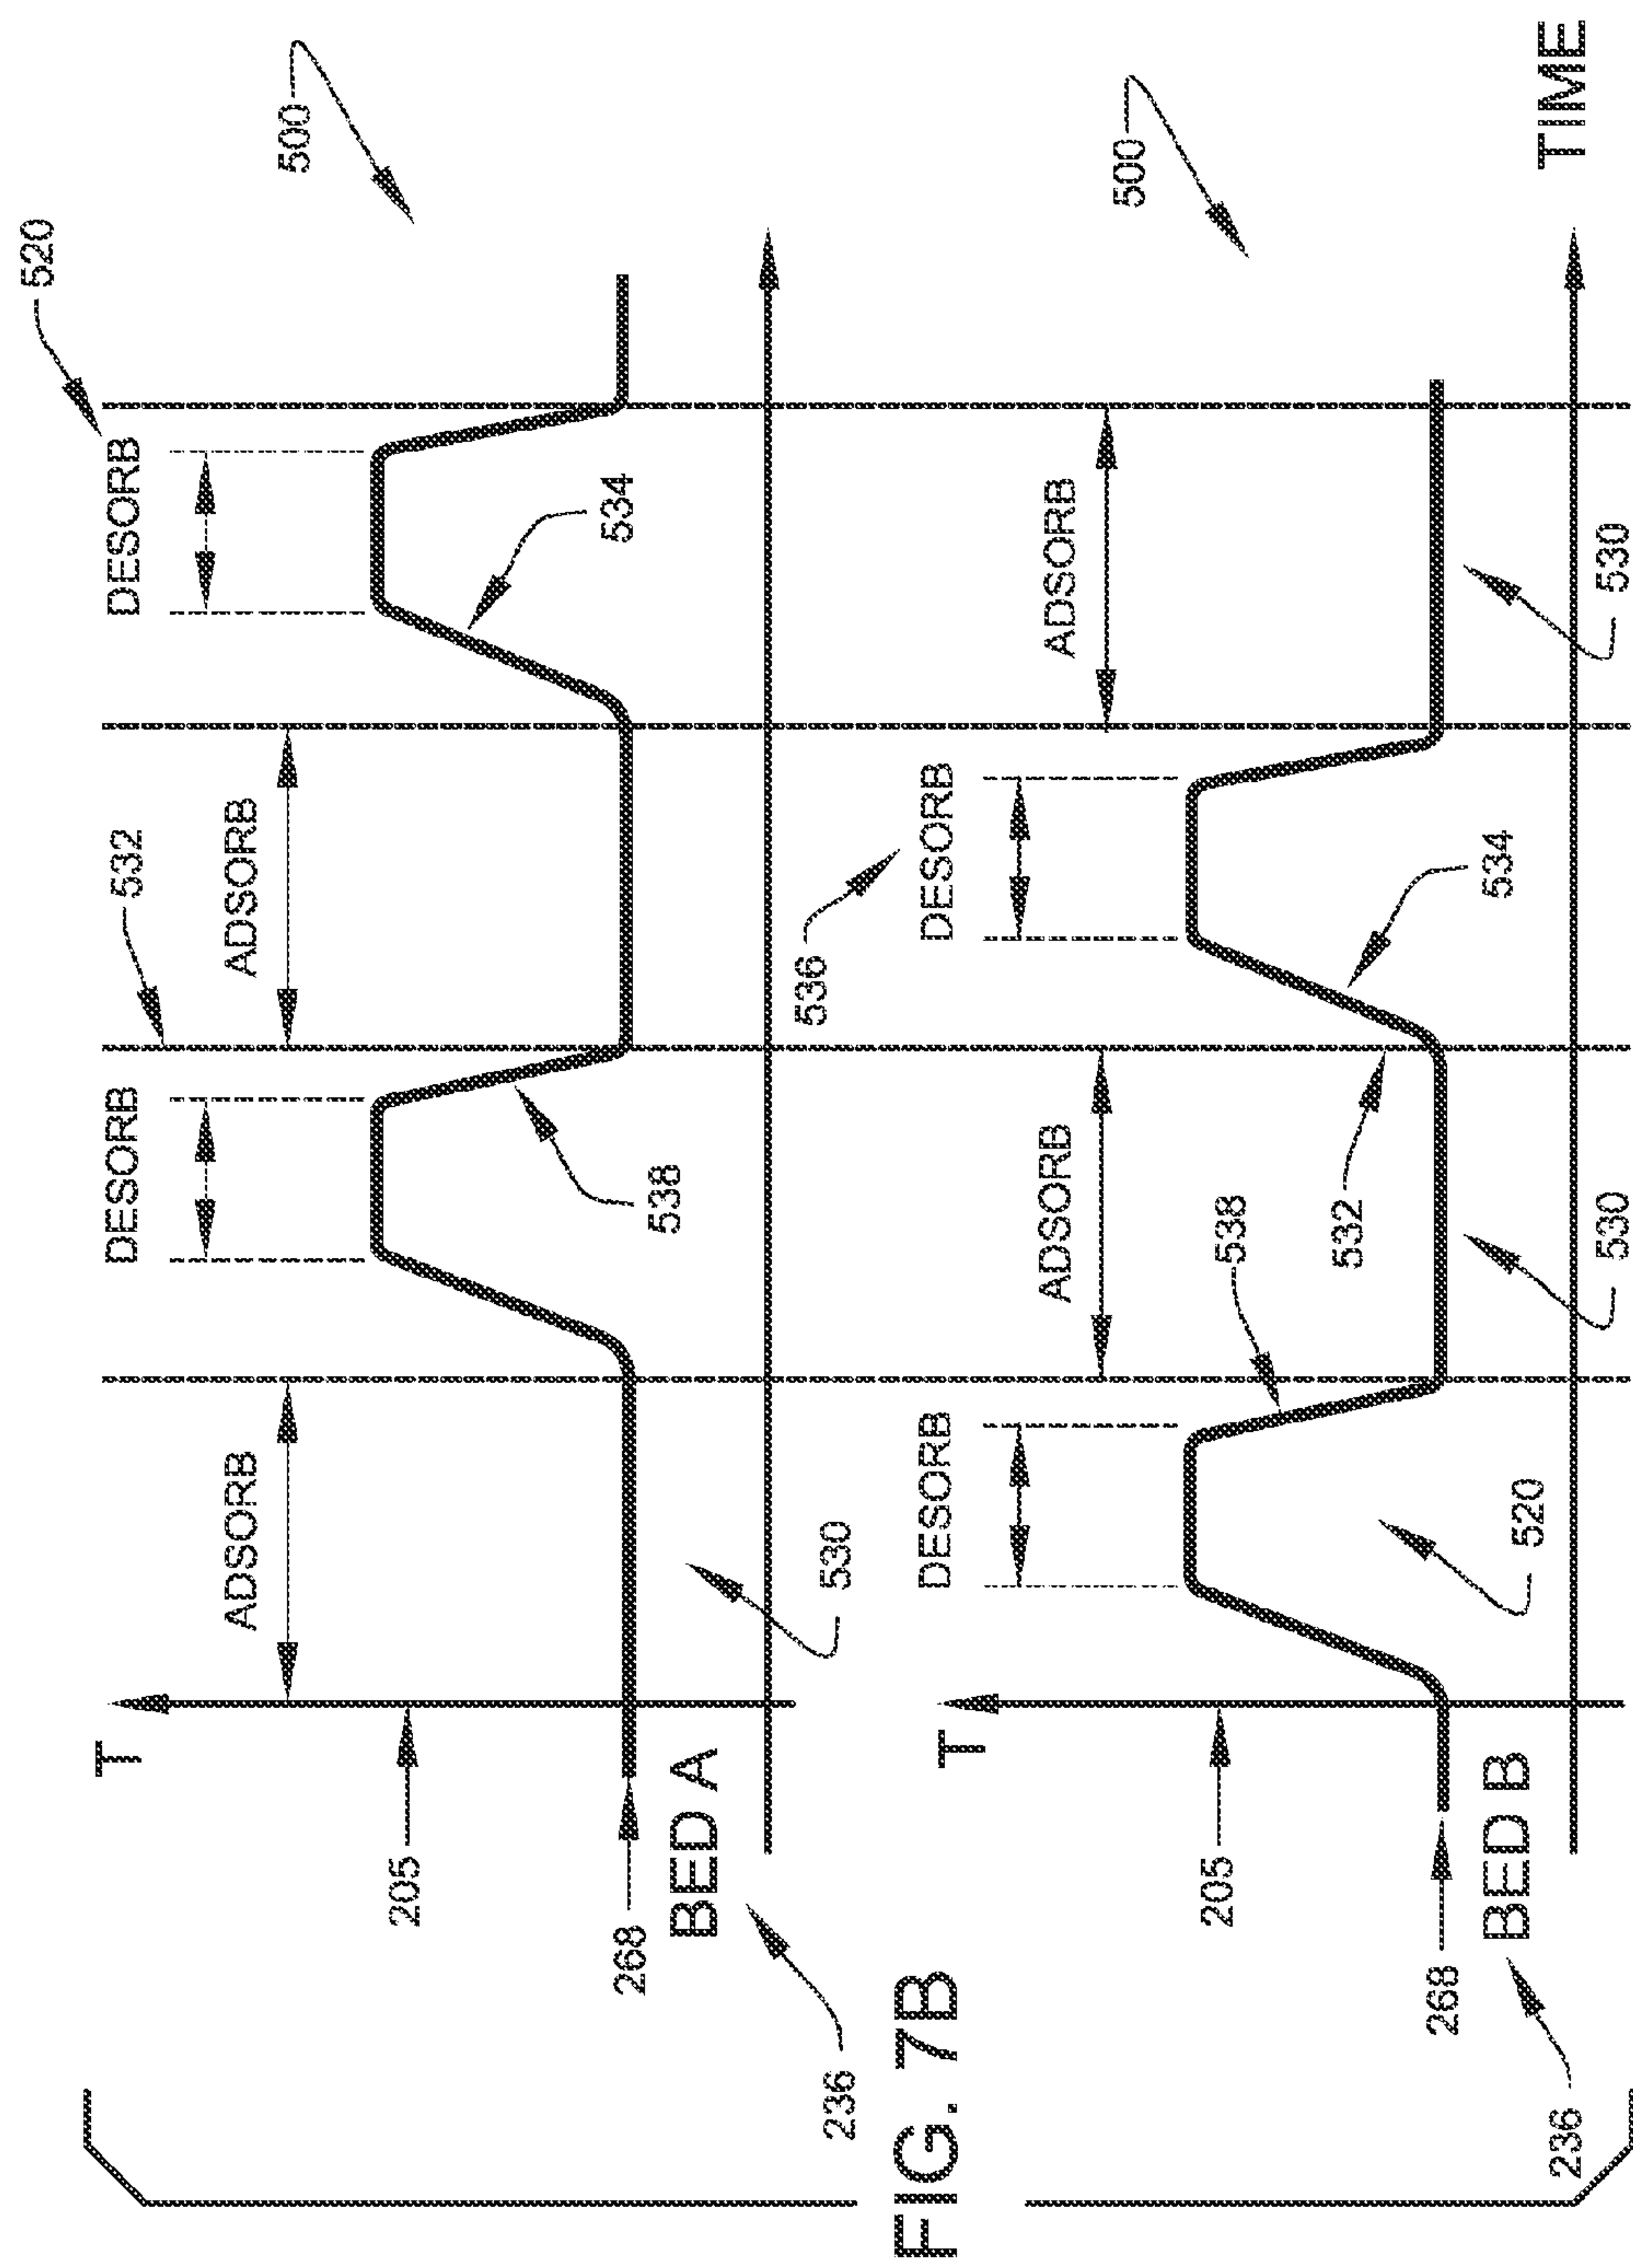 500
520
DESORB
532
DESORB
ADSORB
ADSORB
534
538
T
205
268
BED A
530
236
FIG. 7B
500
536
DESORB
DESORB
ADSORB
ADSORB
T
205
538
532
534
520
268
BED B
530
530
236
TIME